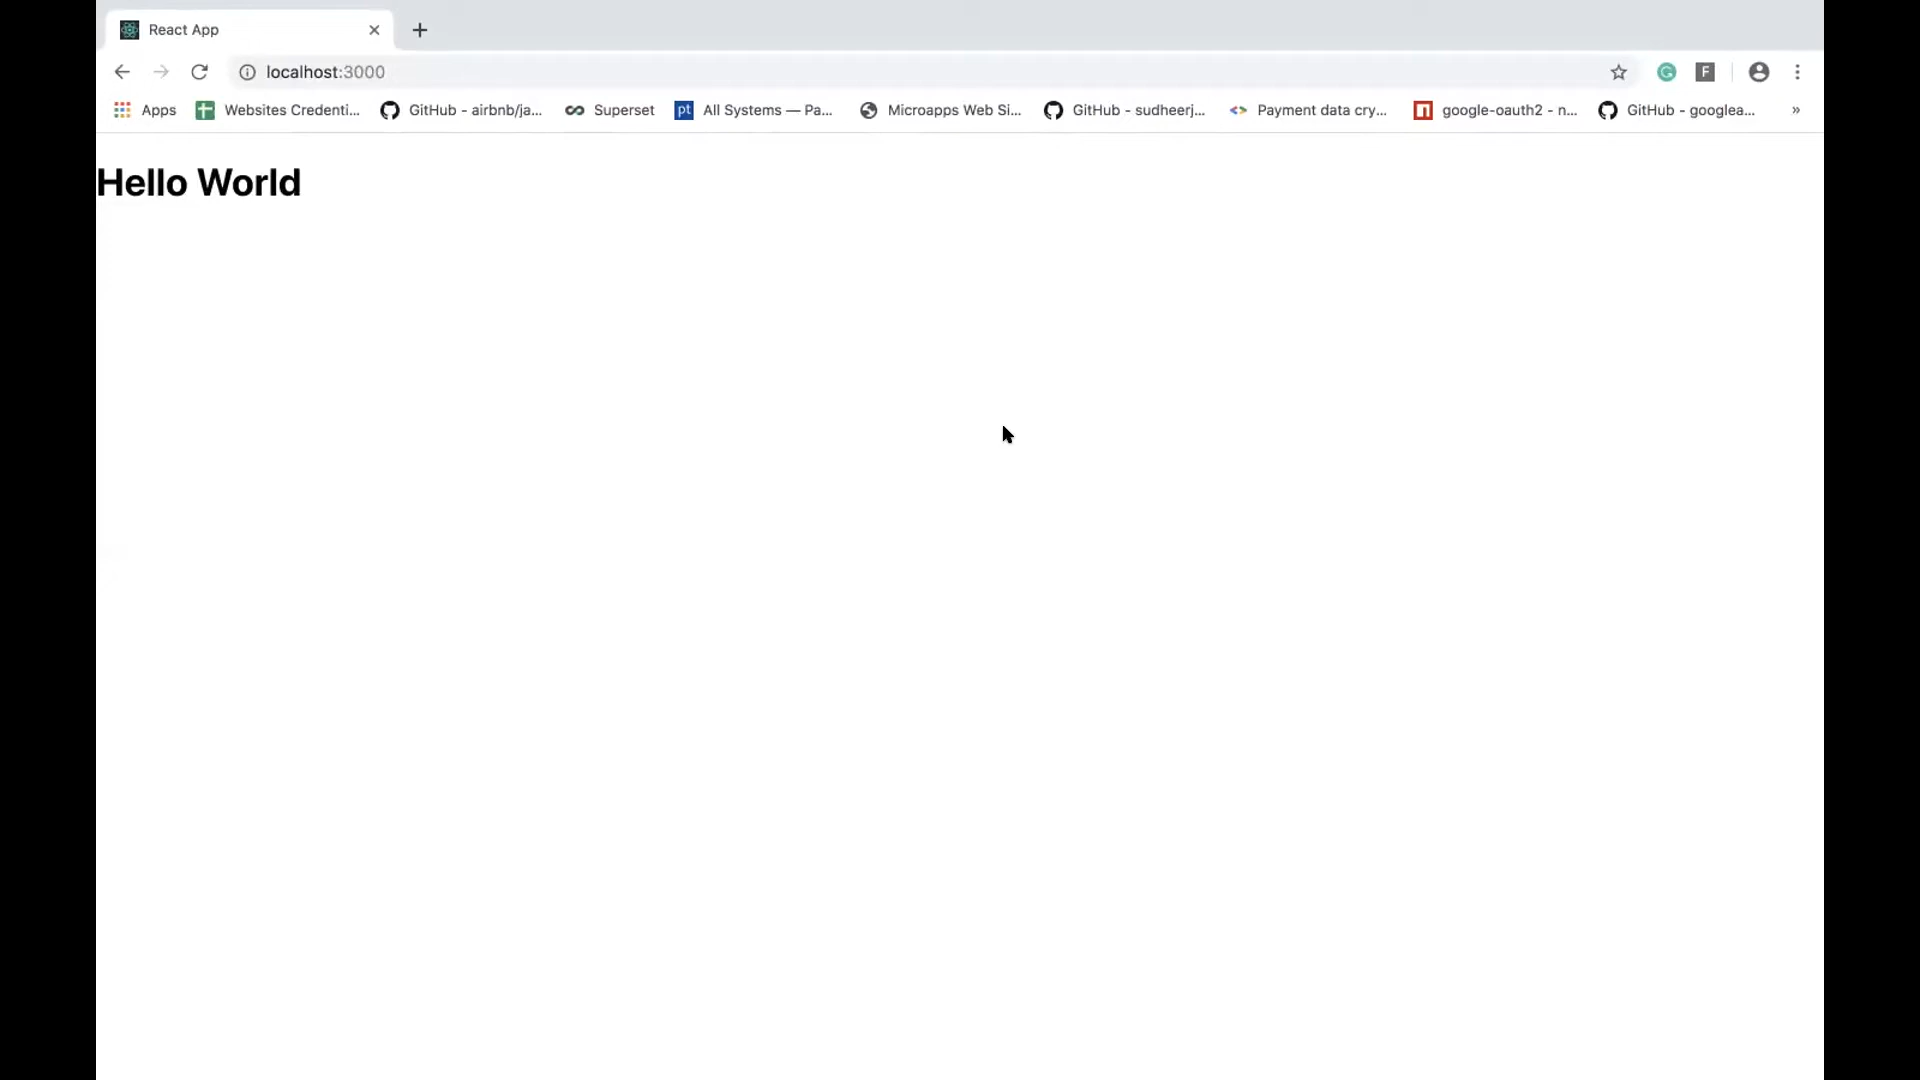 React App
localhost:3000
Apps Websites Credenti... GitHub - airbnb/ja... Superset pt All Systems — Pa... Microapps Web Si... GitHub - sudheerj... Payment data cry... google-oauth2 - n... GitHub - googlea... »
Hello World